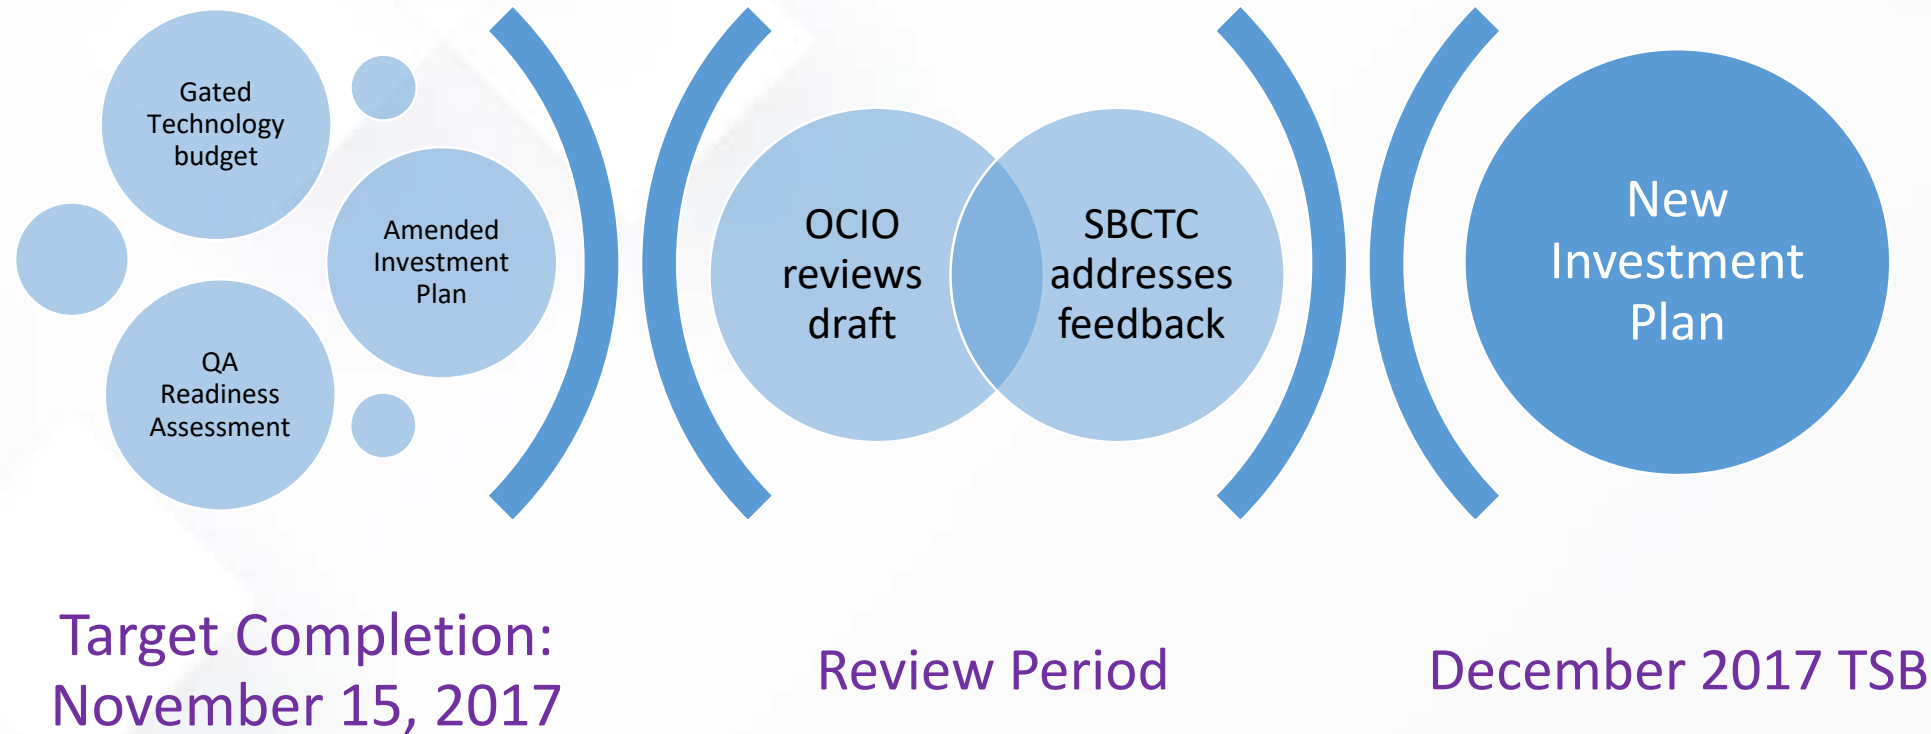 Gated
Technology
budget
Amended
Investment
Plan
QA
Readiness
Assessment
OCIO
reviews
draft
SBCTC
addresses
feedback
New
Investment
Plan
Target Completion:
November 15, 2017
Review Period
December 2017 TSB